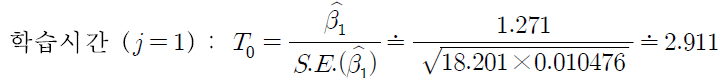 학습시간 (j=1) : T₀ = β̂₁ / S.E.(β̂₁) ≐ 1.271 / √(18.201×0.010476) ≐ 2.911